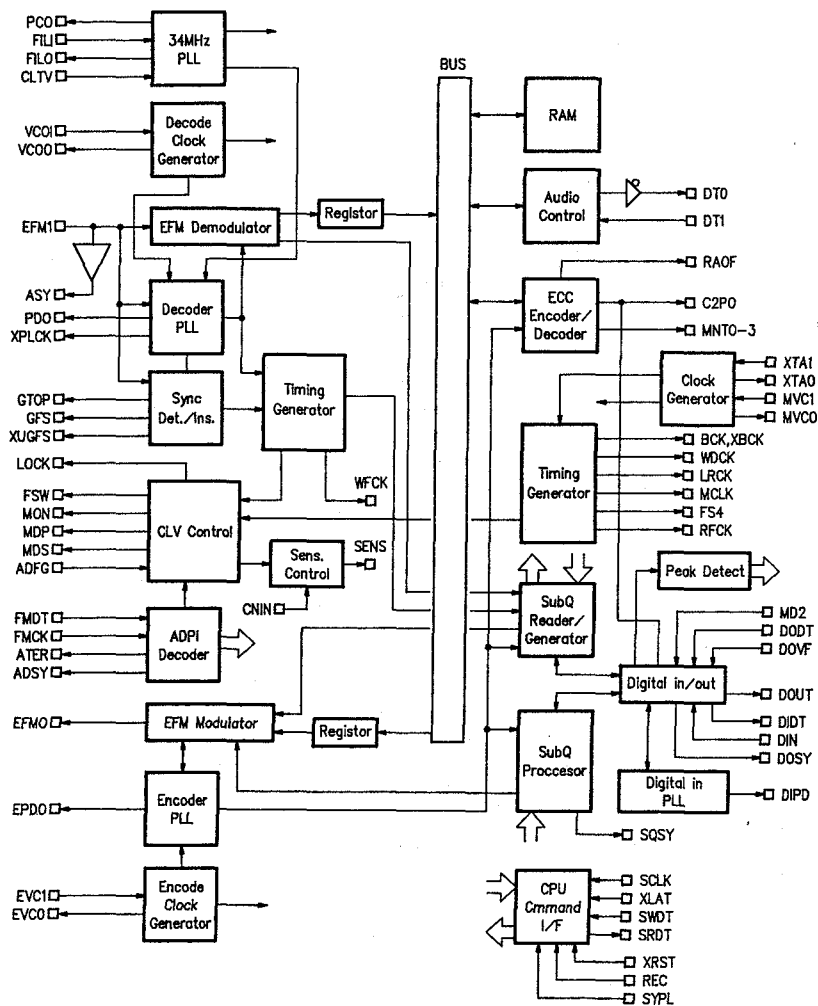 PCO
FILI
FILO
CLTV
34MHz
PLL
VCOI
VCOO
Decode
Clock
Generator
BUS
RAM
Audio
Control
DTO
DT1
EFM1
EFM Demodulator
Registor
RAOF
ASY
PDO
XPLCK
Decoder
PLL
ECC
Encoder/
Decoder
C2PO
MNTO-3
GTOP
GFS
XUGFS
Sync
Det./Ins.
Timing
Generator
Clock
Generator
XTA1
XTAO
MVC1
MVCO
LOCK
WFCK
Timing
Generator
BCK,XBCK
WDCK
LRCK
MCLK
FS4
RFCK
FSW
MON
MDP
MDS
ADFG
CLV Control
Sens.
Control
SENS
CNIN
Peak Detect
FMDT
FMCK
ATER
ADSY
ADPi
Decoder
SubQ
Reader/
Generator
MD2
DODT
DOVF
Digital in/out
DOUT
DIDT
DIN
DOSY
EFMO
EFM Modulator
Registor
SubQ
Proccesor
Digital in
PLL
DIPD
EPDO
Encoder
PLL
SQSY
EVC1
EVCO
Encode
Clock
Generator
CPU
Cmmand
I/F
SCLK
XLAT
SWDT
SRDT
XRST
REC
SYPL